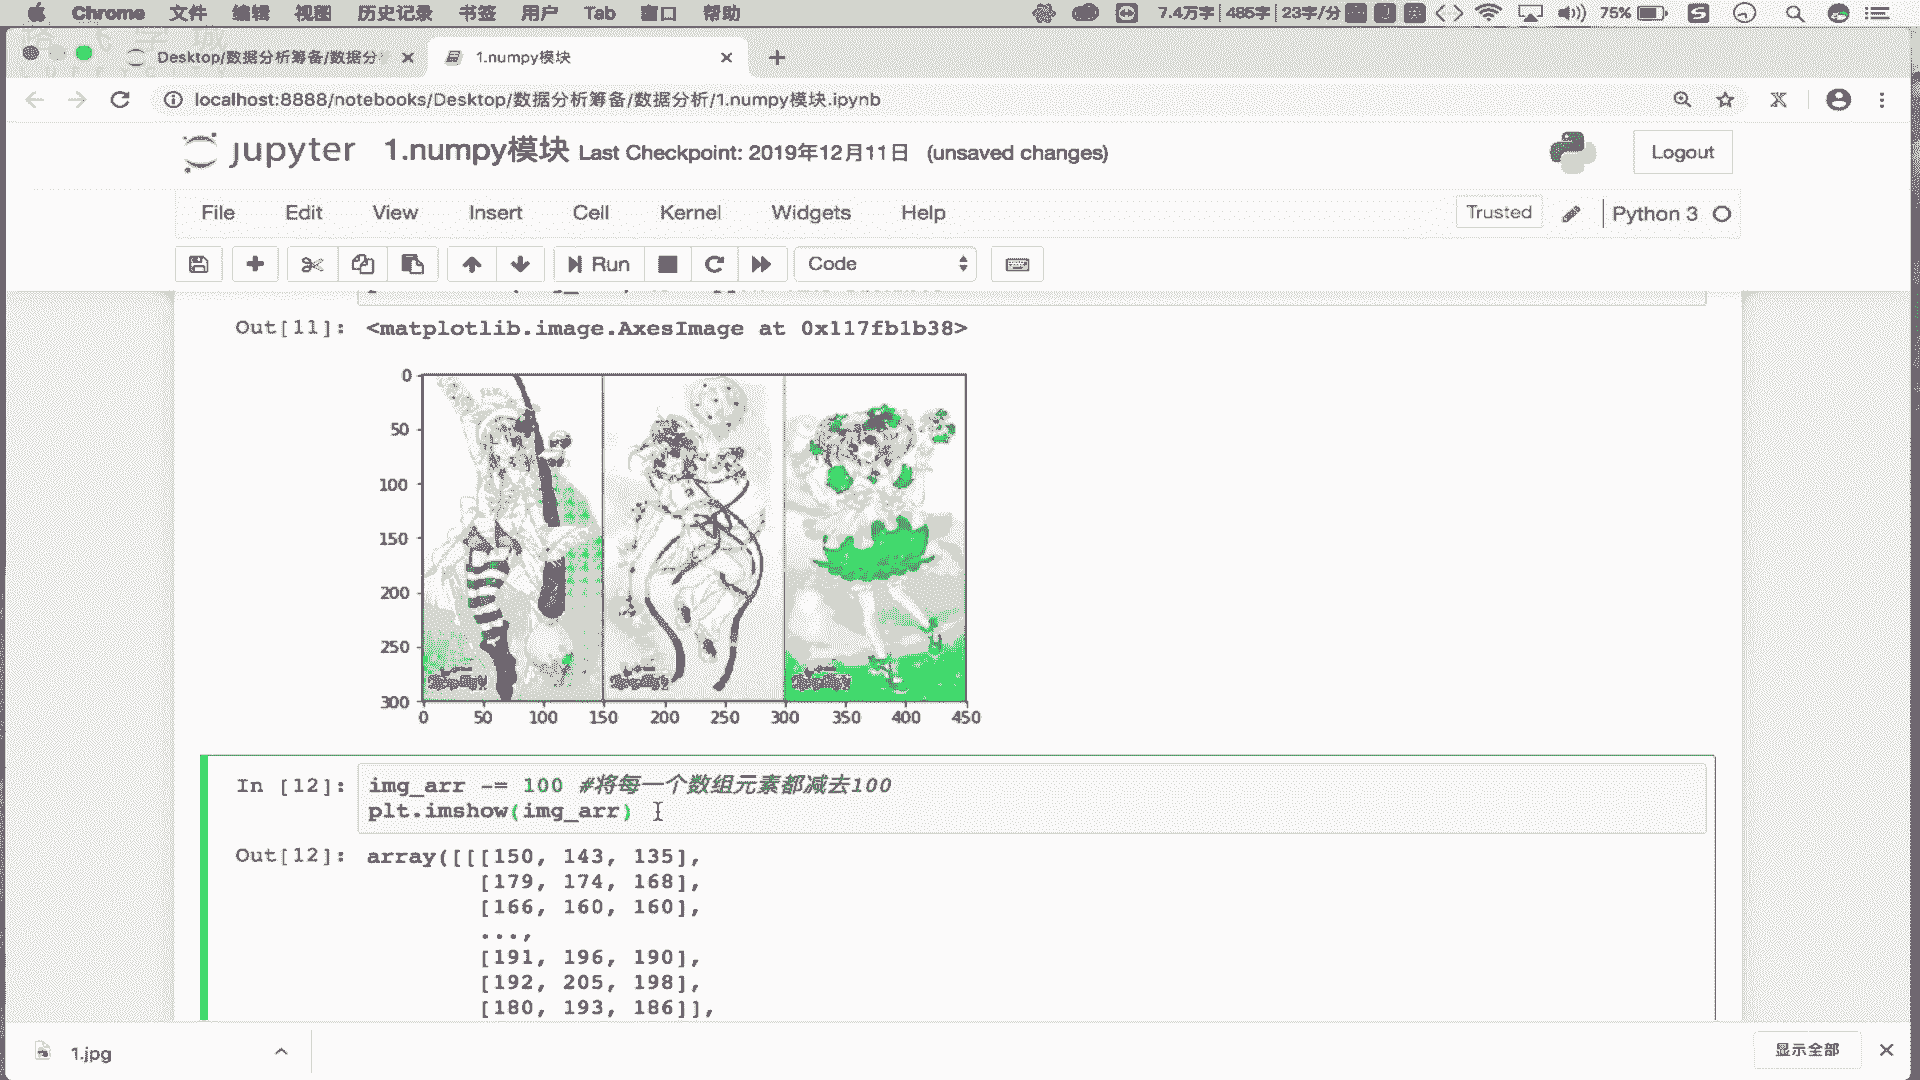 Chrome 文件 编辑 视图 历史记录 书签 用户 Tab 窗口 帮助 7.4万字 485字 23字/分 75%
Desktop/数据分析筹备/数据分 1.numpy模块
localhost:8888/notebooks/Desktop/数据分析筹备/数据分析/1.numpy模块.ipynb
jupyter 1.numpy模块 Last Checkpoint: 2019年12月11日 (unsaved changes) Logout
File Edit View Insert Cell Kernel Widgets Help Trusted Python 3
Run Code
Out[11]: <matplotlib.image.AxesImage at 0x117fb1b38>
0
50
100
150
200
250
300
0 50 100 150 200 250 300 350 400 450
In [12]: img_arr -= 100 #将每一个数组元素都减去100
plt.imshow(img_arr)
Out[12]: array([[[150, 143, 135],
[179, 174, 168],
[166, 160, 160],
...,
[191, 196, 190],
[192, 205, 198],
[180, 193, 186]],
1.jpg 显示全部